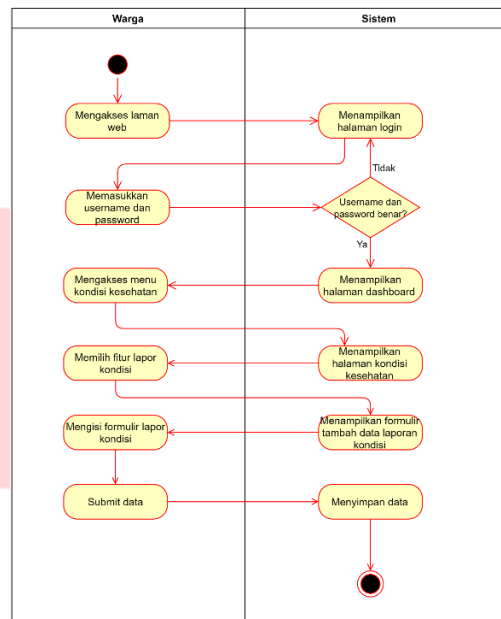 Warga
Sistem
Mengakses laman
web
Menampilkan
halaman login
Tidak
Memasukkan
username dan
password
Username dan
password benar?
Ya
Mengakses menu
kondisi kesehatan
Menampilkan
halaman dashboard
Menampilkan
halaman kondisi
kesehatan
Memilih fitur lapor
kondisi
Menampilkan formulir
tambah data laporan
kondisi
Mengisi formulir lapor
kondisi
Submit data
Menyimpan data